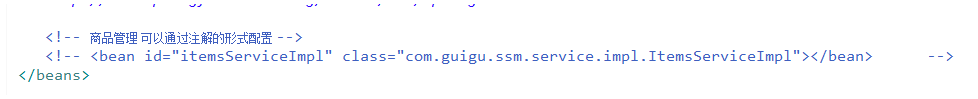 <!-- 商品管理 可以通过注解的形式配置 -->
<!-- <bean id="itemsServiceImpl" class="com.guigu.ssm.service.impl.ItemsServiceImpl"></bean> -->
</beans>